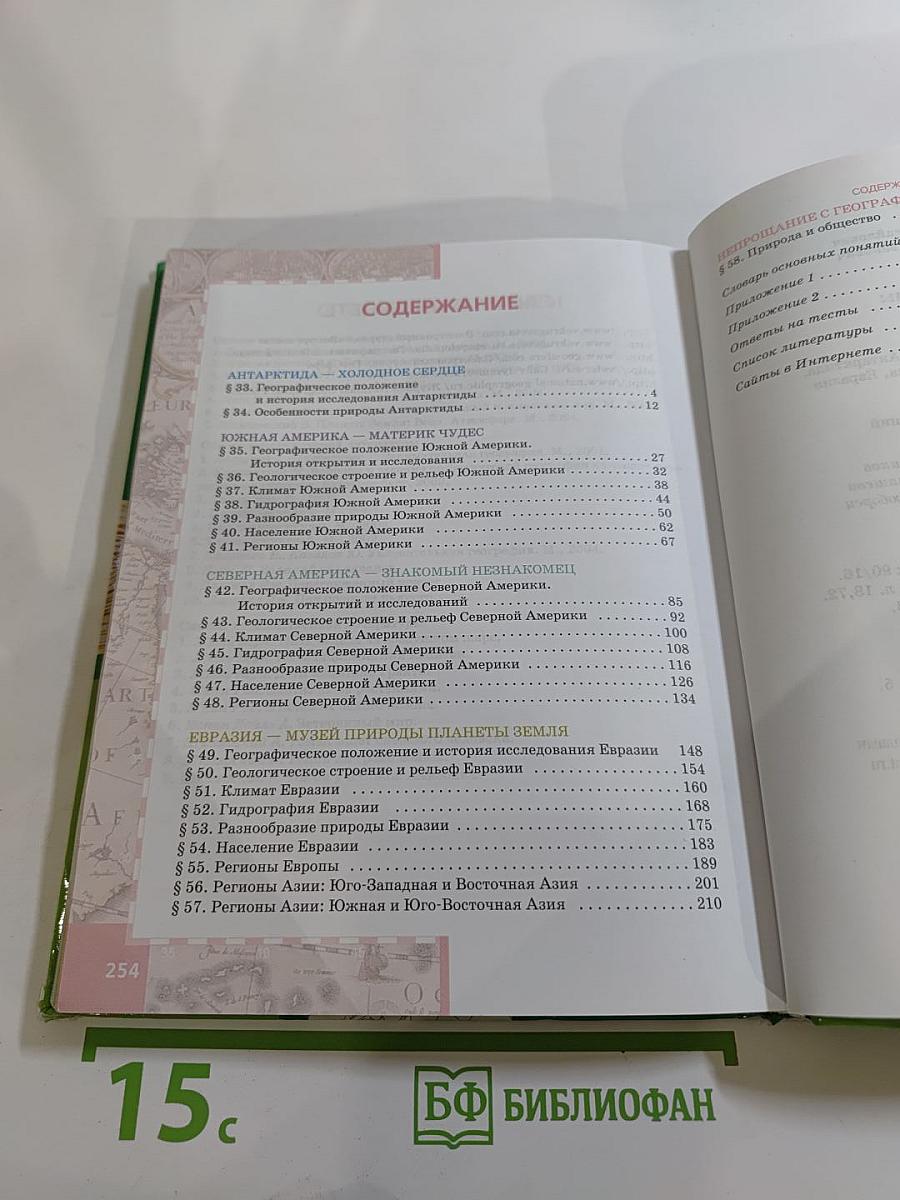 СОДЕРЖАНИЕ
АНТАРКТИДА — ХОЛОДНОЕ СЕРДЦЕ
§ 33. Географическое положение
и история исследования Антарктиды 4
§ 34. Особенности природы Антарктиды 12
ЮЖНАЯ АМЕРИКА — МАТЕРИК ЧУДЕС
§ 35. Географическое положение Южной Америки.
История открытия и исследования 27
§ 36. Геологическое строение и рельеф Южной Америки 32
§ 37. Климат Южной Америки 38
§ 38. Гидрография Южной Америки 44
§ 39. Разнообразие природы Южной Америки 50
§ 40. Население Южной Америки 62
§ 41. Регионы Южной Америки 67
СЕВЕРНАЯ АМЕРИКА — ЗНАКОМЫЙ НЕЗНАКОМЕЦ
§ 42. Географическое положение Северной Америки.
История открытий и исследований 85
§ 43. Геологическое строение и рельеф Северной Америки 92
§ 44. Климат Северной Америки 100
§ 45. Гидрография Северной Америки 108
§ 46. Разнообразие природы Северной Америки 116
§ 47. Население Северной Америки 126
§ 48. Регионы Северной Америки 134
ЕВРАЗИЯ — МУЗЕЙ ПРИРОДЫ ПЛАНЕТЫ ЗЕМЛЯ
§ 49. Географическое положение и история исследования Евразии 148
§ 50. Геологическое строение и рельеф Евразии 154
§ 51. Климат Евразии 160
§ 52. Гидрография Евразии 168
§ 53. Разнообразие природы Евразии 175
§ 54. Население Евразии 183
§ 55. Регионы Европы 189
§ 56. Регионы Азии: Юго-Западная и Восточная Азия 201
§ 57. Регионы Азии: Южная и Юго-Восточная Азия 210
254
НЕПРОЩАНИЕ С
§ 58. Природа и общество
Словарь основных понятий
Приложение 1
Приложение 2
Ответы на тесты
Список литературы
Сайты в Интернете
15 с
БФ БИБЛИОФАН